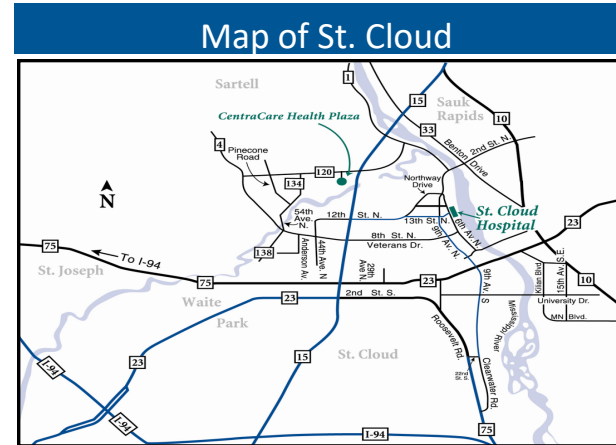 Map of St. Cloud
1
Sartell
15
Sauk
Rapids
10
CentraCare Health Plaza
33
Benton Drive
2nd St. N.
4
Pinecone
Road
120
134
Northway
Drive
N
54th
Ave.
N.
12th St. N.
13th St. N.
6th Av. N.
St. Cloud
Hospital
23
138
Anderson Av.
44th Ave. N
8th St. N.
Veterans Dr.
9th Av. N.
29th
Ave N.
75
To I-94
St. Joseph
75
23
9th Av. S
Kilian Blvd
15th Av. S.E.
10
Waite
Park
23
2nd St. S.
University Dr.
MN Blvd.
Mississippi
River
Roosevelt Rd.
15
St. Cloud
23
22nd
Clearwater Rd.
I-94
I-94
I-94
75